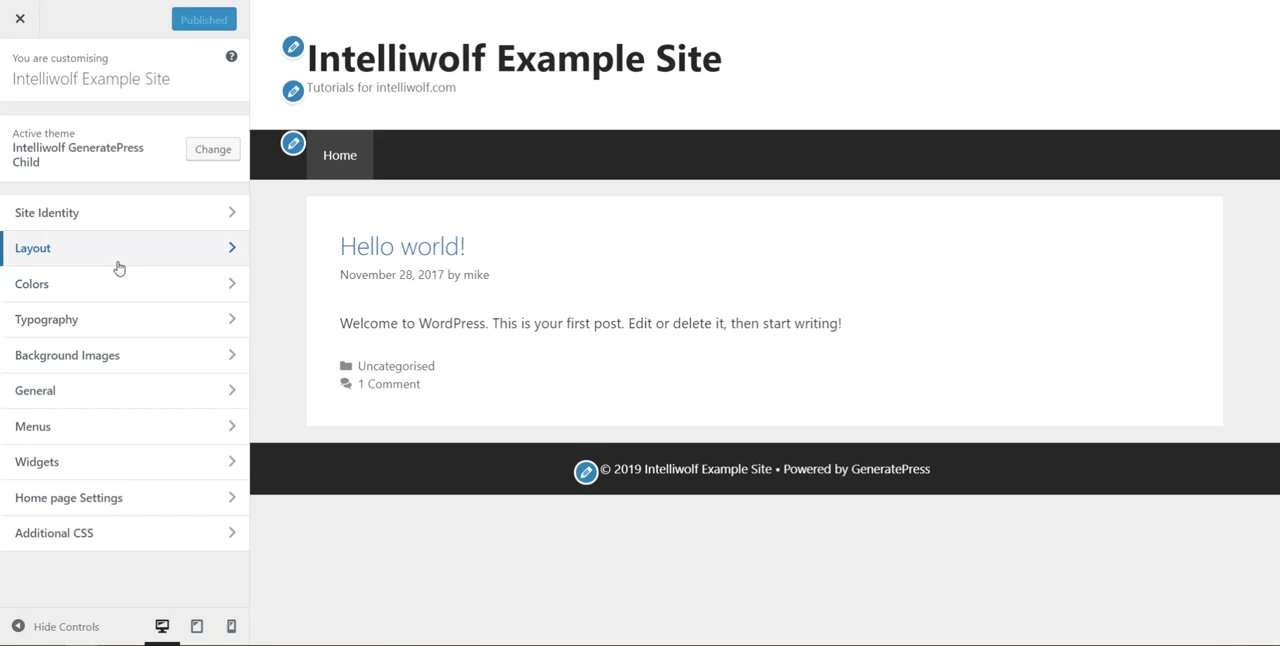 Published
You are customising
Intelliwolf Example Site
Active theme
Intelliwolf GeneratePress
Child
Change
Site Identity
Layout
Colors
Typography
Background Images
General
Menus
Widgets
Home page Settings
Additional CSS
Hide Controls
Intelliwolf Example Site
Tutorials for intelliwolf.com
Home
Hello world!
November 28, 2017 by mike
Welcome to WordPress. This is your first post. Edit or delete it, then start writing!
Uncategorised
1 Comment
© 2019 Intelliwolf Example Site • Powered by GeneratePress